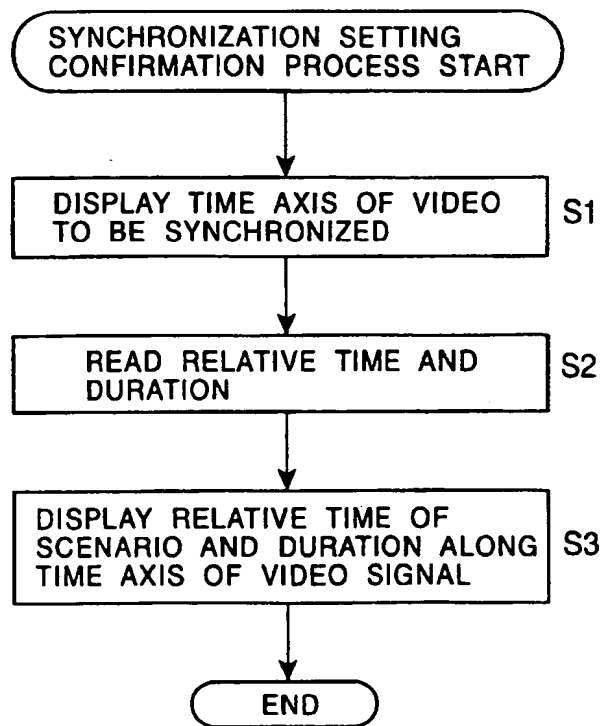 SYNCHRONIZATION SETTING
CONFIRMATION PROCESS START
DISPLAY TIME AXIS OF VIDEO
TO BE SYNCHRONIZED
S1
READ RELATIVE TIME AND
DURATION
S2
DISPLAY RELATIVE TIME OF
SCENARIO AND DURATION ALONG
TIME AXIS OF VIDEO SIGNAL
S3
END